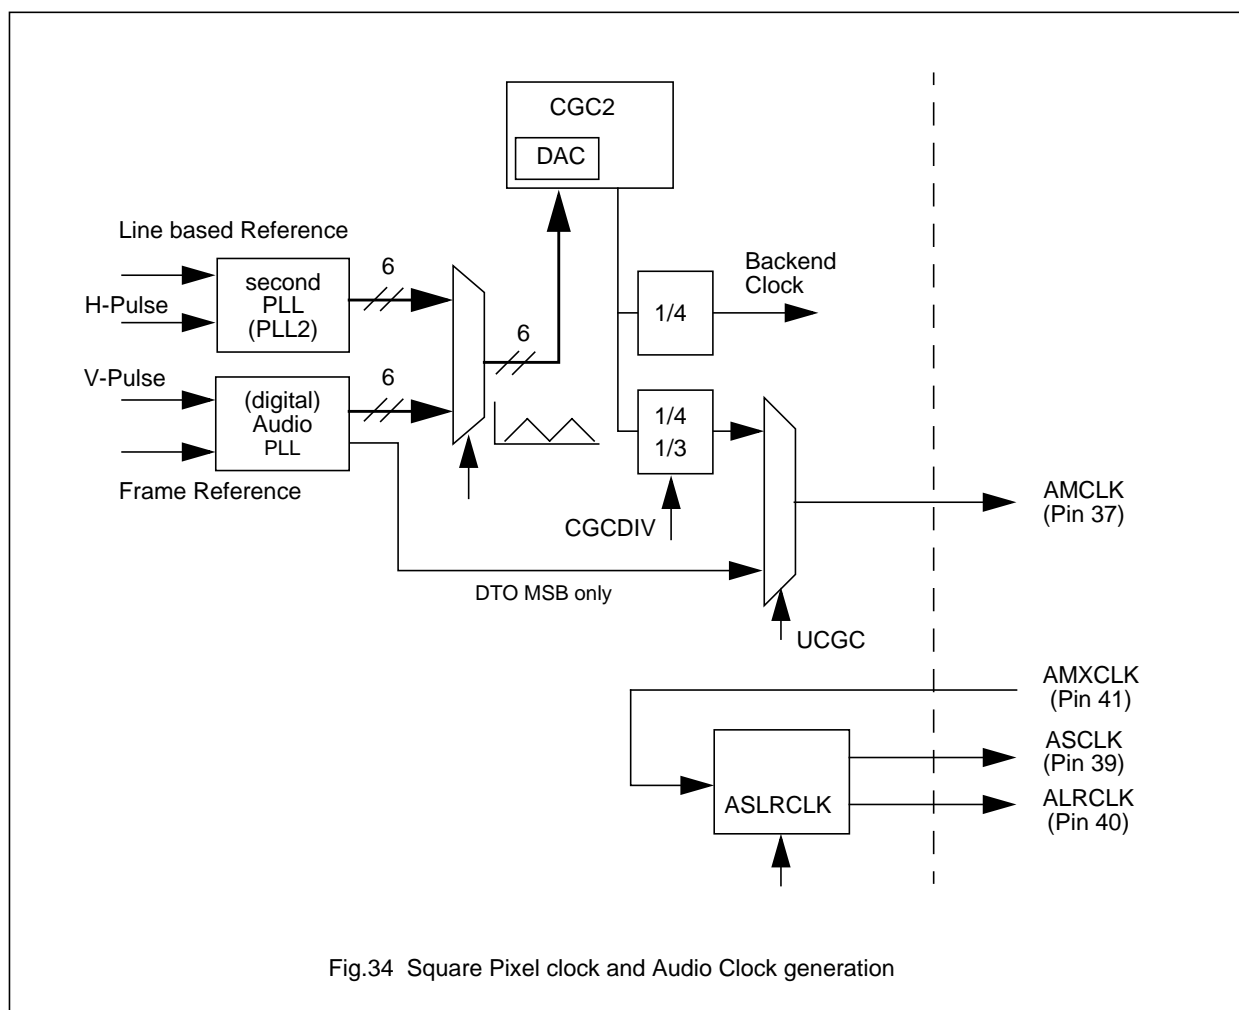 CGC2
DAC
Line based Reference
H-Pulse
second
PLL
(PLL2)
6
6
V-Pulse
(digital)
Audio
PLL
6
Frame Reference
1/4
Backend
Clock
1/4
1/3
CGCDIV
DTO MSB only
UCGC
AMCLK
(Pin 37)
AMXCLK
(Pin 41)
ASLRCLK
ASCLK
(Pin 39)
ALRCLK
(Pin 40)
Fig.34 Square Pixel clock and Audio Clock generation